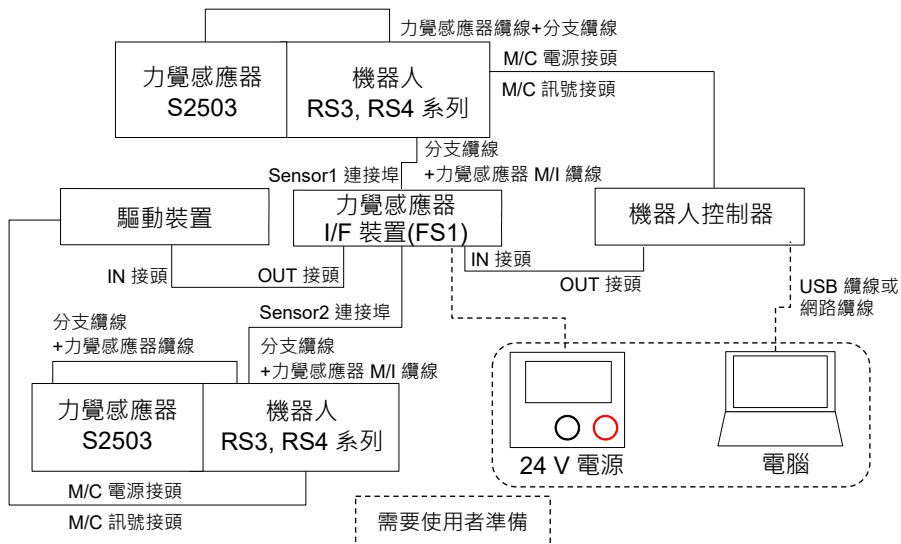 力覺感應器纜線+分支纜線
力覺感應器
S2503
機器人
RS3, RS4 系列
M/C 電源接頭
M/C 訊號接頭
分支纜線
+力覺感應器 M/I 纜線
Sensor1 連接埠
驅動裝置
力覺感應器
I/F 裝置(FS1)
機器人控制器
IN 接頭
OUT 接頭
IN 接頭
OUT 接頭
USB 纜線或
網路纜線
Sensor2 連接埠
分支纜線
+力覺感應器纜線
分支纜線
+力覺感應器 M/I 纜線
力覺感應器
S2503
機器人
RS3, RS4 系列
24 V 電源
電腦
M/C 電源接頭
M/C 訊號接頭
需要使用者準備